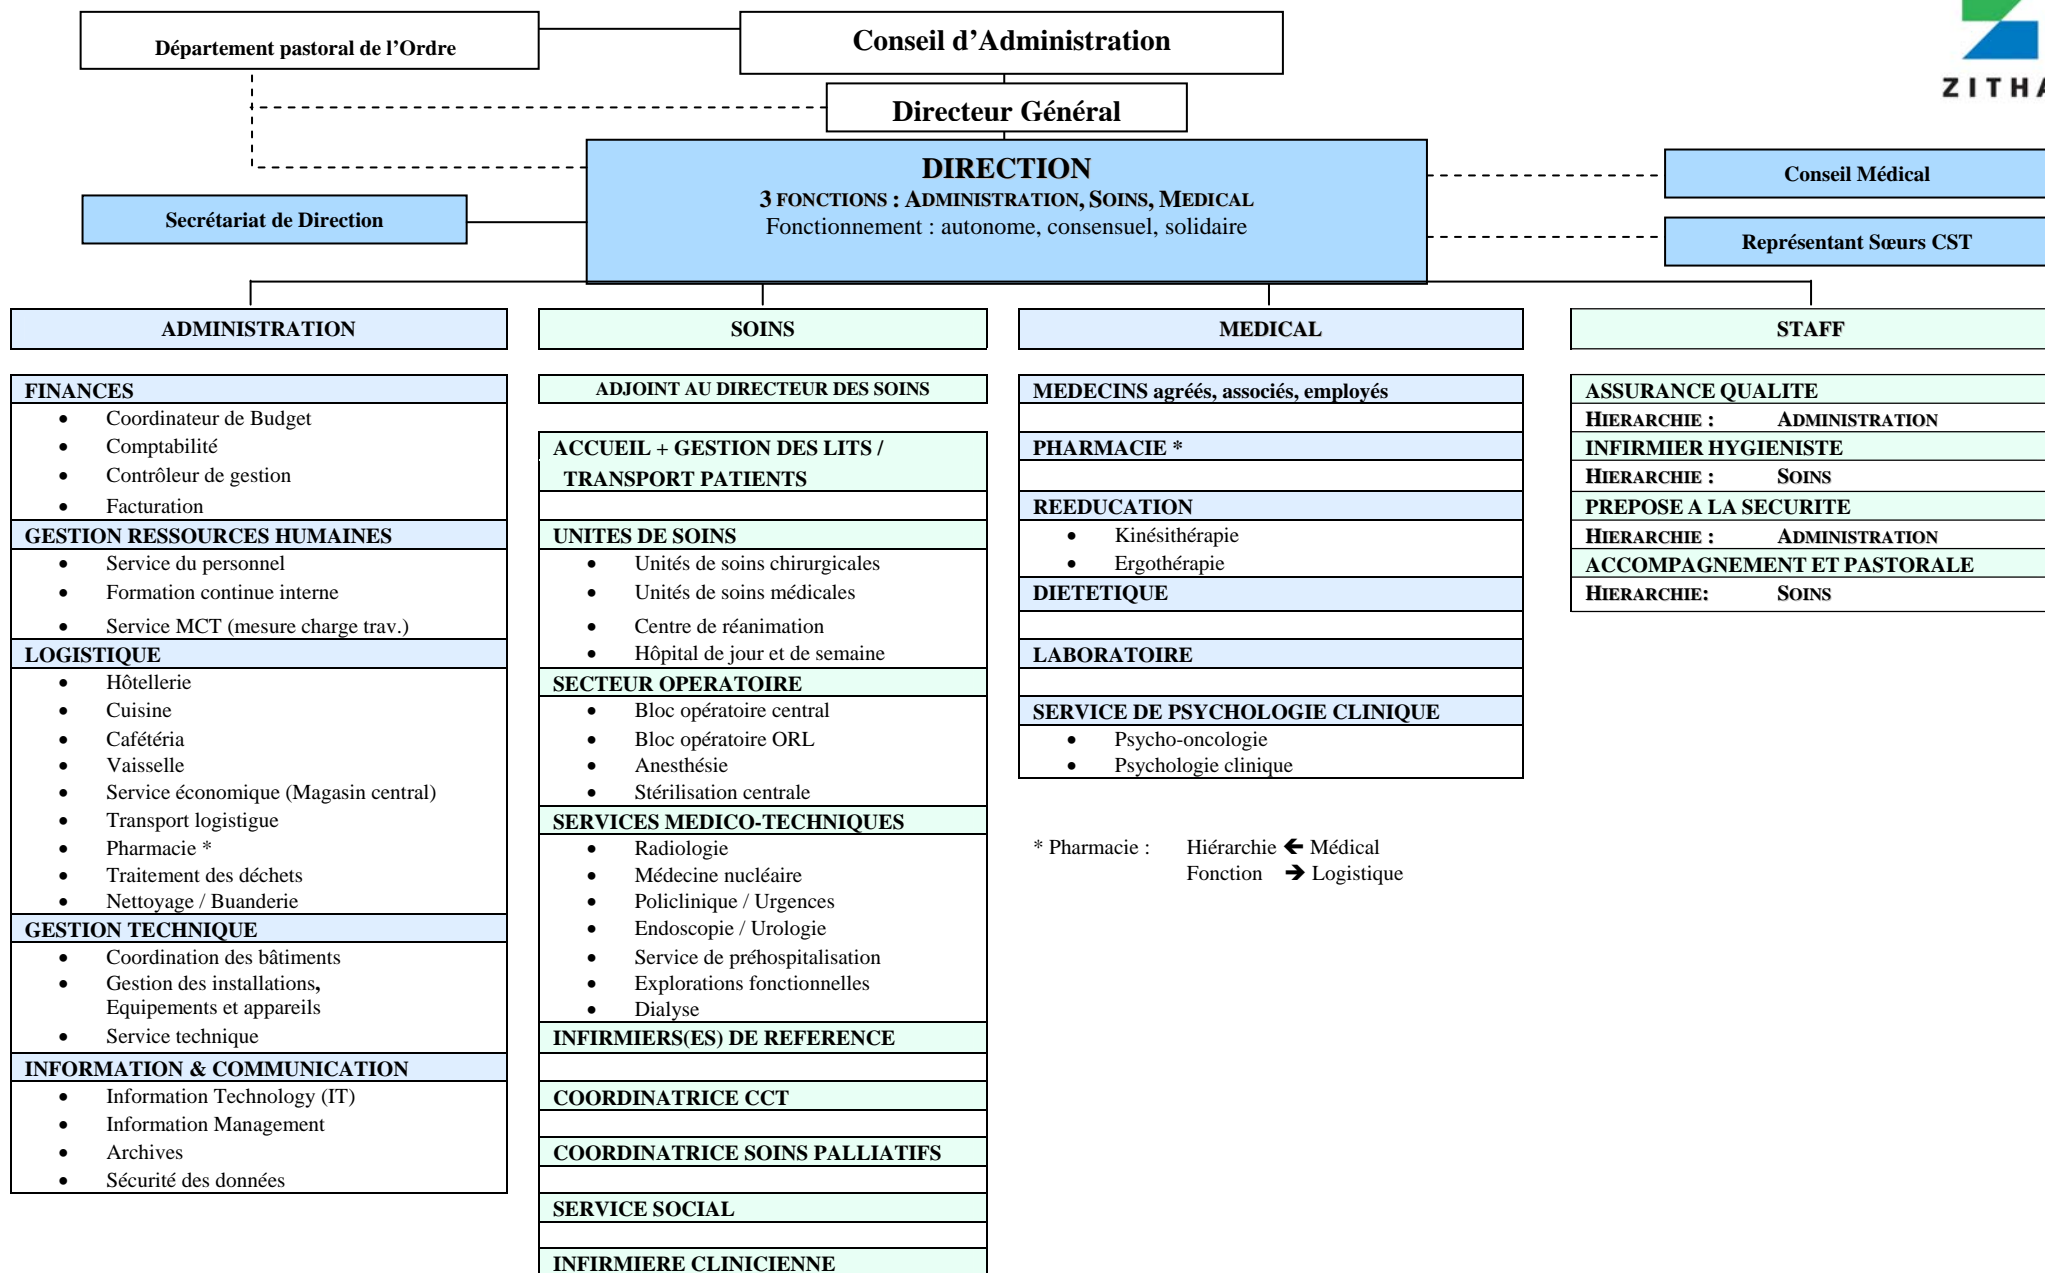 Département pastoral de l’Ordre
Conseil d’Administration
ZITHA
Directeur Général
DIRECTION
3 FONCTIONS : ADMINISTRATION, SOINS, MEDICAL
Fonctionnement : autonome, consensuel, solidaire
Conseil Médical
Secrétariat de Direction
Représentant Sœurs CST
ADMINISTRATION
FINANCES
• Coordinateur de Budget
• Comptabilité
• Contrôleur de gestion
• Facturation
GESTION RESSOURCES HUMAINES
• Service du personnel
• Formation continue interne
• Service MCT (mesure charge trav.)
LOGISTIQUE
• Hôtellerie
• Cuisine
• Cafétéria
• Vaisselle
• Service économique (Magasin central)
• Transport logistigue
• Pharmacie *
• Traitement des déchets
• Nettoyage / Buanderie
GESTION TECHNIQUE
• Coordination des bâtiments
• Gestion des installations,
Equipements et appareils
• Service technique
INFORMATION & COMMUNICATION
• Information Technology (IT)
• Information Management
• Archives
• Sécurité des données
SOINS
ADJOINT AU DIRECTEUR DES SOINS
ACCUEIL + GESTION DES LITS /
TRANSPORT PATIENTS
UNITES DE SOINS
• Unités de soins chirurgicales
• Unités de soins médicales
• Centre de réanimation
• Hôpital de jour et de semaine
SECTEUR OPERATOIRE
• Bloc opératoire central
• Bloc opératoire ORL
• Anesthésie
• Stérilisation centrale
SERVICES MEDICO-TECHNIQUES
• Radiologie
• Médecine nucléaire
• Policlinique / Urgences
• Endoscopie / Urologie
• Service de préhospitalisation
• Explorations fonctionnelles
• Dialyse
INFIRMIERS(ES) DE REFERENCE
COORDINATRICE CCT
COORDINATRICE SOINS PALLIATIFS
SERVICE SOCIAL
INFIRMIERE CLINICIENNE
MEDICAL
MEDECINS agréés, associés, employés
PHARMACIE *
REEDUCATION
• Kinésithérapie
• Ergothérapie
DIETETIQUE
LABORATOIRE
SERVICE DE PSYCHOLOGIE CLINIQUE
• Psycho-oncologie
• Psychologie clinique
* Pharmacie : Hiérarchie 🡸 Médical
Fonction 🡺 Logistique
STAFF
ASSURANCE QUALITE
HIERARCHIE : ADMINISTRATION
INFIRMIER HYGIENISTE
HIERARCHIE : SOINS
PREPOSE A LA SECURITE
HIERARCHIE : ADMINISTRATION
ACCOMPAGNEMENT ET PASTORALE
HIERARCHIE: SOINS